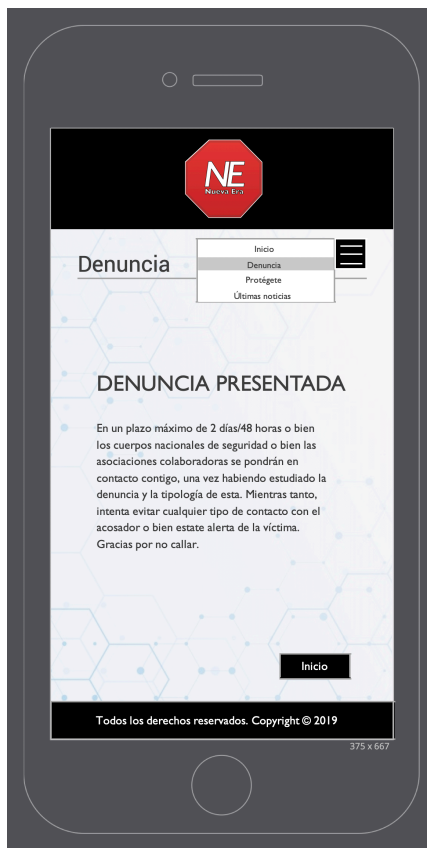 NE
Nueva Era
Denuncia
Inicio
Denuncia
Protégete
Últimas noticias
DENUNCIA PRESENTADA
En un plazo máximo de 2 días/48 horas o bien
los cuerpos nacionales de seguridad o bien las
asociaciones colaboradoras se pondrán en
contacto contigo, una vez habiendo estudiado la
denuncia y la tipología de esta. Mientras tanto,
intenta evitar cualquier tipo de contacto con el
acosador o bien estate alerta de la víctima.
Gracias por no callar.
Inicio
Todos los derechos reservados. Copyright © 2019
375 x 667